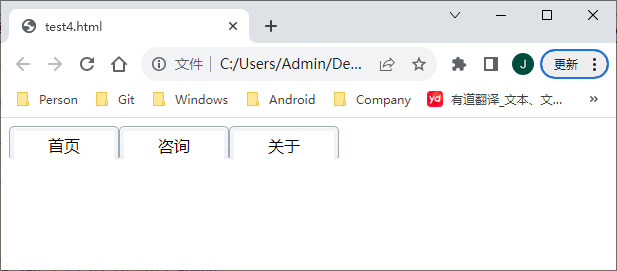 test4.html
文件 | C:/Users/Admin/De... J 更新
Person Git Windows Android Company yd 有道翻译_文本、文... »
首页 咨询 关于